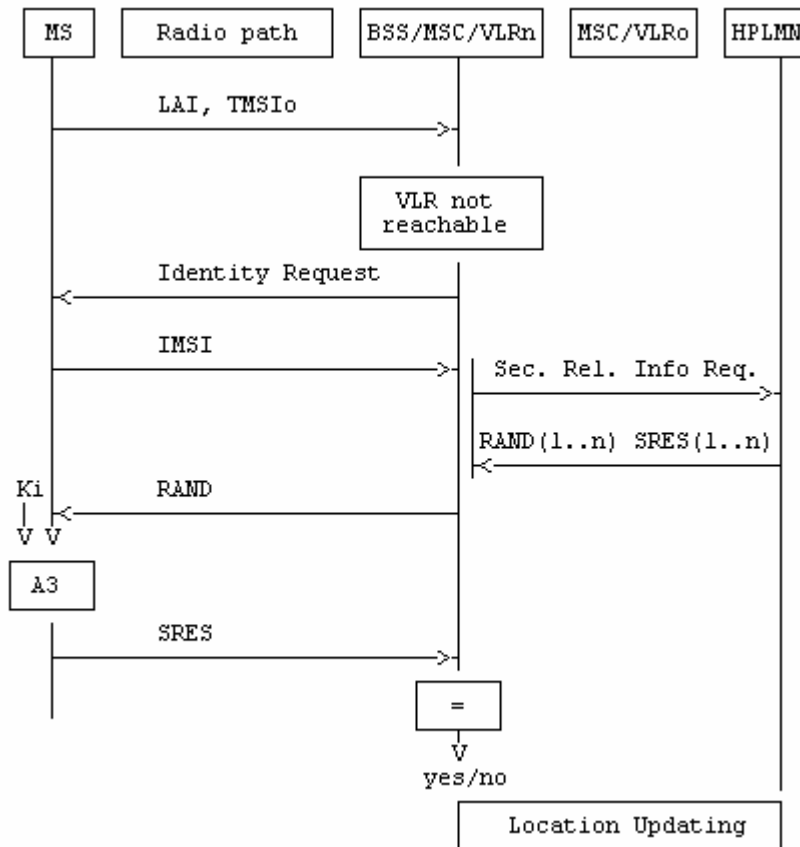 MS
Radio path
BSS/MSC/VLRn
MSC/VLRo
HPLMN
LAI, TMSIo
VLR not
reachable
Identity Request
IMSI
Sec. Rel. Info Req.
RAND(1..n) SRES(1..n)
Ki
RAND
A3
SRES
=
yes/no
Location Updating